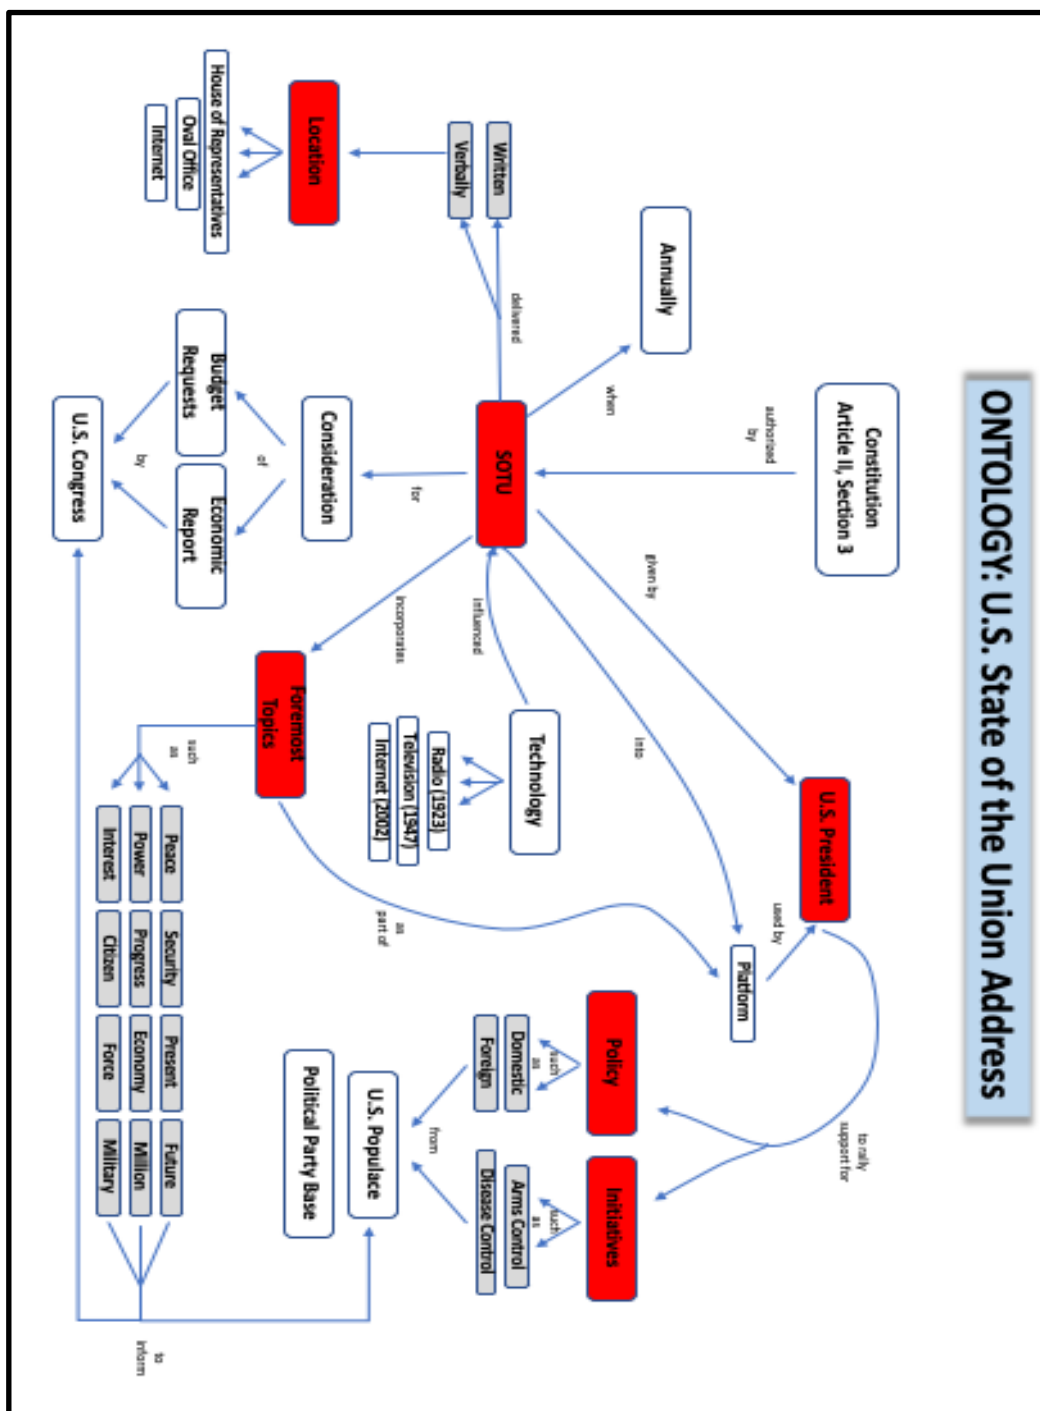 ONTOLOGY: U.S. State of the Union Address
Constitution
Article II, Section 3
authorized
by
Annually
when
given by
U.S. President
used by
to rally
support for
Platform
into
Written
Verbally
delivered
SOTU
Location
House of Representatives
Oval Office
Internet
for
Consideration
of
Budget
Requests
Economic
Report
by
U.S. Congress
influenced
Technology
Radio (1923)
Television (1947)
Internet (2002)
incorporates
Foremost
Topics
as
part of
such
as
Peace
Security
Present
Future
Power
Progress
Economy
Million
Interest
Citizen
Force
Military
to
inform
Policy
such
as
Domestic
Foreign
Initiatives
such
as
Arms Control
Disease Control
from
U.S. Populace
Political Party Base